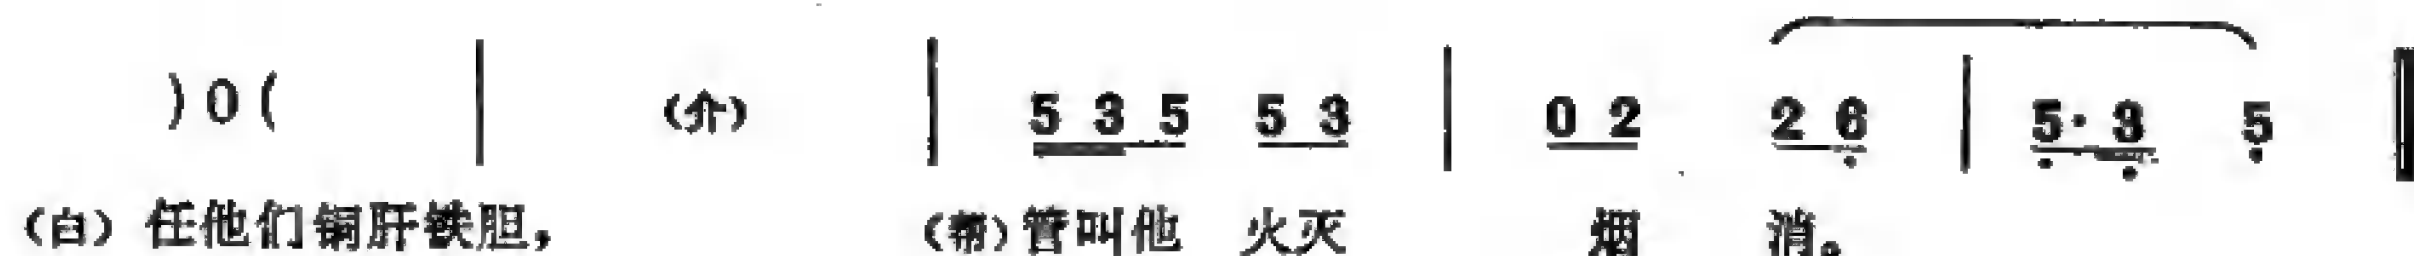 )0( | (介) | 5 3 5 5 3 | 0 2 2 6 | 5· 3 5
(白)任他们铜肝铁胆, (帮)管叫他 火灭 烟 消。